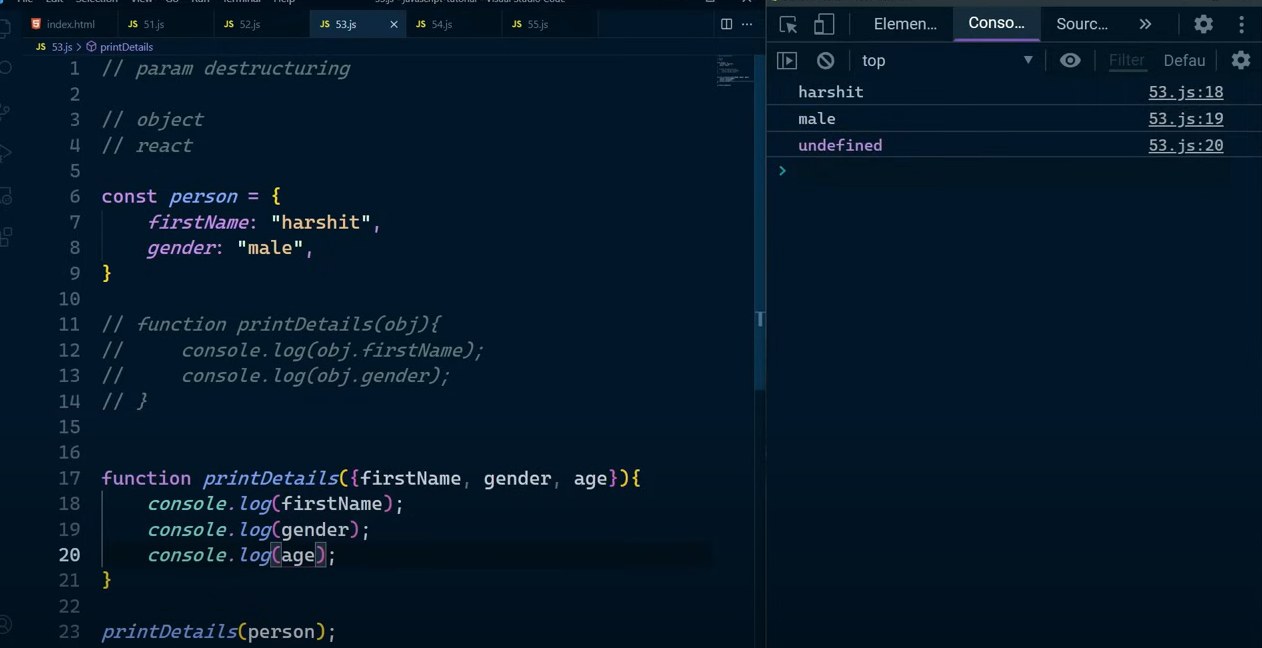 index.html JS 51.js JS 52.js JS 53.js × JS 54.js JS 55.js
JS 53.js > printDetails
1 // param destructuring
2
3 // object
4 // react
5
6 const person = {
7 firstName: "harshit",
8 gender: "male",
9 }
10
11 // function printDetails(obj){
12 //     console.log(obj.firstName);
13 //     console.log(obj.gender);
14 // }
15
16
17 function printDetails({firstName, gender, age}){
18 console.log(firstName);
19 console.log(gender);
20 console.log(age);
21 }
22
23 printDetails(person);
Elemen... Conso... Sourc... »
top Filter Defau
harshit 53.js:18
male 53.js:19
undefined 53.js:20
>